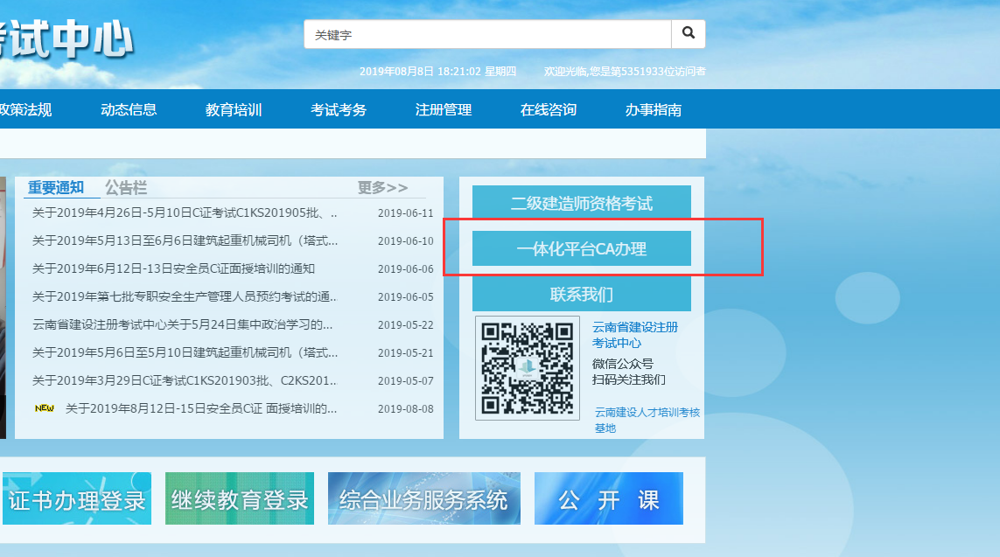 考试中心
关键字
2019年08月8日 18:21:02 星期四 欢迎光临,您是第5351933位访问者
政策法规 动态信息 教育培训 考试考务 注册管理 在线咨询 办事指南
重要通知 公告栏 更多>>
关于2019年4月26日-5月10日C证考试C1KS201905批、.. 2019-06-11
关于2019年5月13日至6月6日建筑起重机械司机（塔式... 2019-06-10
关于2019年6月12日-13日安全员C证面授培训的通知 2019-06-06
关于2019年第七批专职安全生产管理人员预约考试的通.. 2019-06-05
云南省建设注册考试中心关于5月24日集中政治学习的... 2019-05-22
关于2019年5月6日至5月10日建筑起重机械司机（塔式... 2019-05-21
关于2019年3月29日C证考试C1KS201903批、C2KS201.. 2019-05-07
NEW 关于2019年8月12日-15日安全员C证 面授培训的... 2019-08-08
二级建造师资格考试
一体化平台CA办理
联系我们
云南省建设注册
考试中心
微信公众号
扫码关注我们
云南建设人才培训考核
基地
证书办理登录 继续教育登录 综合业务服务系统 公开课